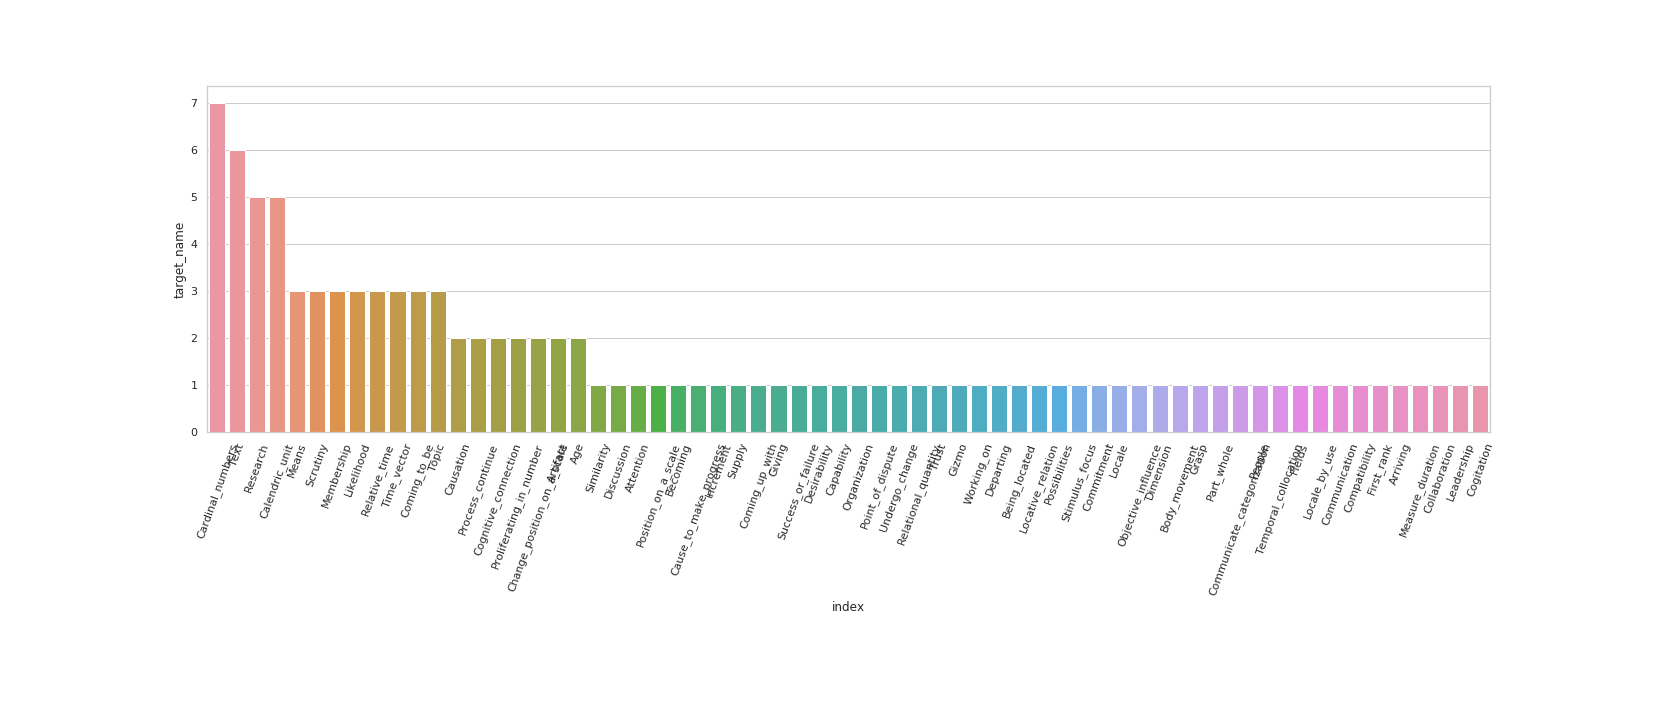 7
6
5
4
3
2
1
0
target_name
Cardinal_numbers
Text
Research
Calendric_unit
Means
Scrutiny
Membership
Likelihood
Relative_time
Time_vector
Coming_to_be
Topic
Causation
Process_continue
Cognitive_connection
Proliferating_in_number
Change_position_on_a_scale
Artifact
Age
Similarity
Discussion
Attention
Position_on_a_scale
Becoming
Cause_to_make_progress
Increment
Supply
Coming_up_with
Giving
Success_or_failure
Desirability
Capability
Organization
Point_of_dispute
Undergo_change
Relational_quantity
Trust
Gizmo
Working_on
Departing
Being_located
Locative_relation
Possibilities
Stimulus_focus
Commitment
Locale
Objective_influence
Dimension
Body_movement
Grasp
Part_whole
Communicate_categorization
People
Temporal_collocation
Fields
Locale_by_use
Communication
Compatibility
First_rank
Arriving
Measure_duration
Collaboration
Leadership
Cogitation
index